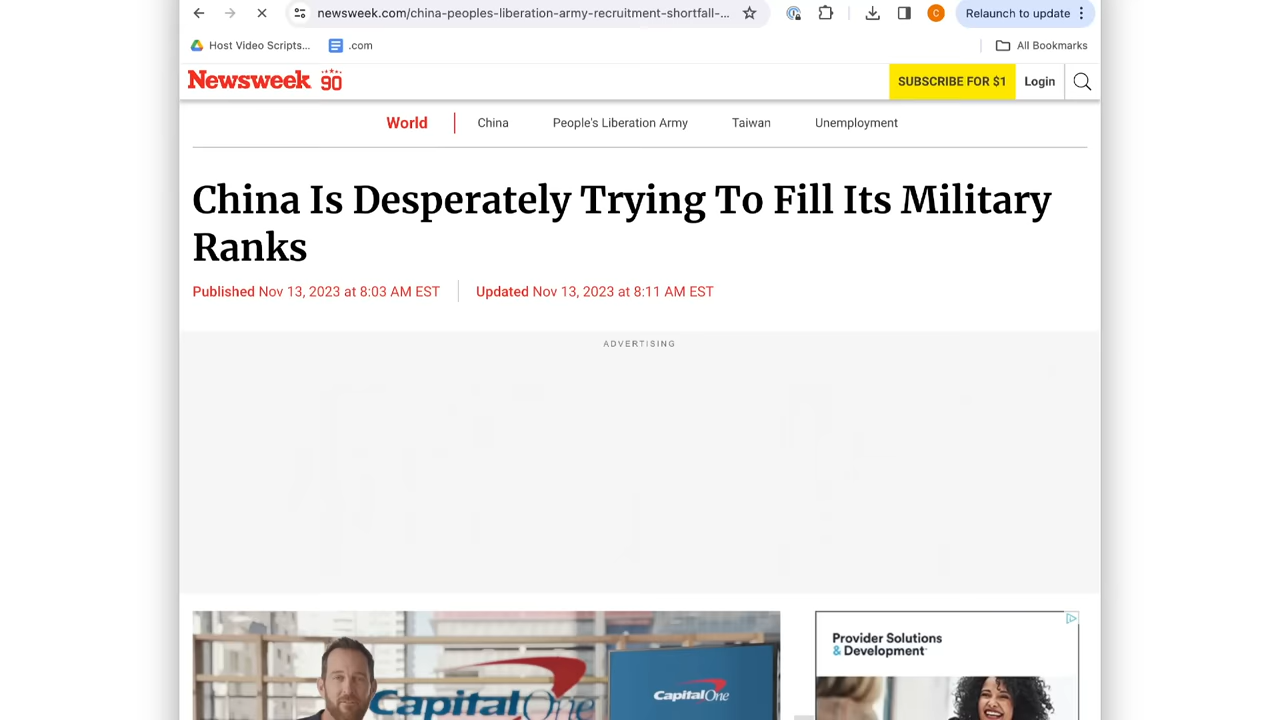 newsweek.com/china-peoples-liberation-army-recruitment-shortfall-...
C
Relaunch to update
Host Video Scripts...
.com
All Bookmarks
Newsweek 90
SUBSCRIBE FOR $1
Login
World
China
People's Liberation Army
Taiwan
Unemployment
China Is Desperately Trying To Fill Its Military
Ranks
Published Nov 13, 2023 at 8:03 AM EST
Updated Nov 13, 2023 at 8:11 AM EST
ADVERTISING
Capital One
Capital One
Provider Solutions
& Development